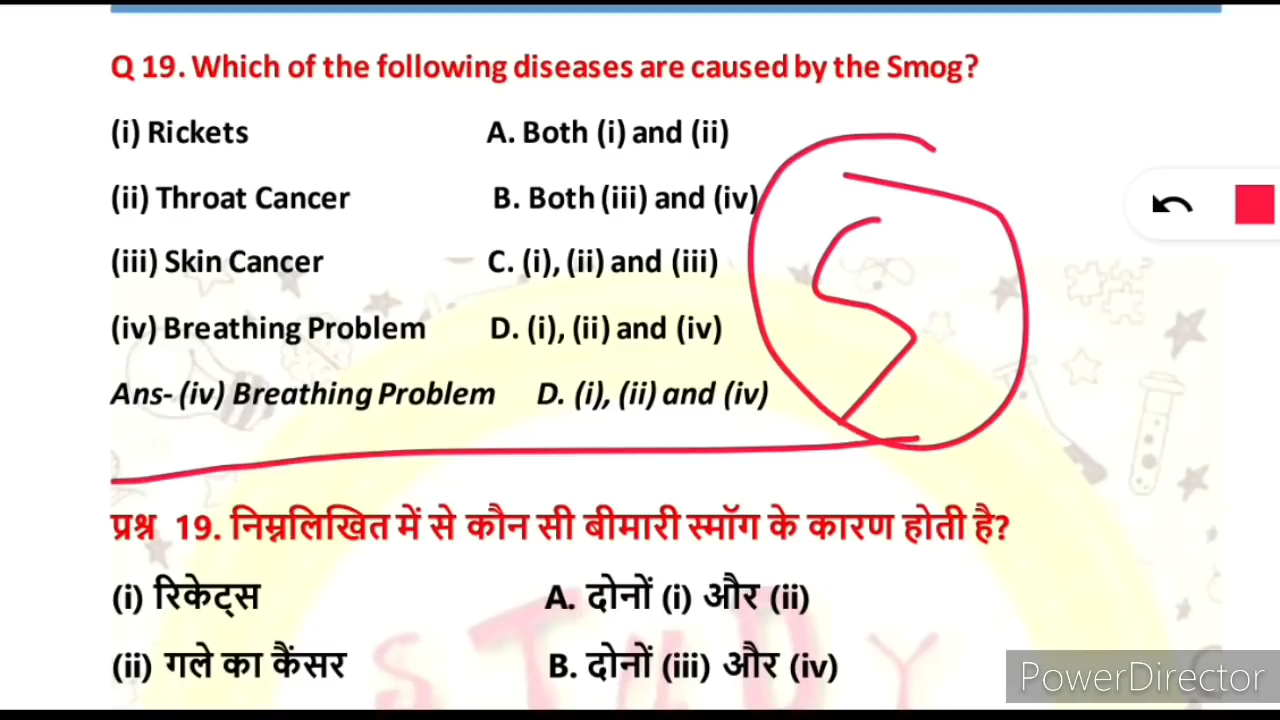 Q 19. Which of the following diseases are caused by the Smog?
(i) Rickets A. Both (i) and (ii)
(ii) Throat Cancer B. Both (iii) and (iv)
(iii) Skin Cancer C. (i), (ii) and (iii)
(iv) Breathing Problem D. (i), (ii) and (iv)
Ans- (iv) Breathing Problem D. (i), (ii) and (iv)
प्रश्न 19. निम्नलिखित में से कौन सी बीमारी स्मॉग के कारण होती है?
(i) रिकेट्स A. दोनों (i) और (ii)
(ii) गले का कैंसर B. दोनों (iii) और (iv)
STUDY
PowerDirector